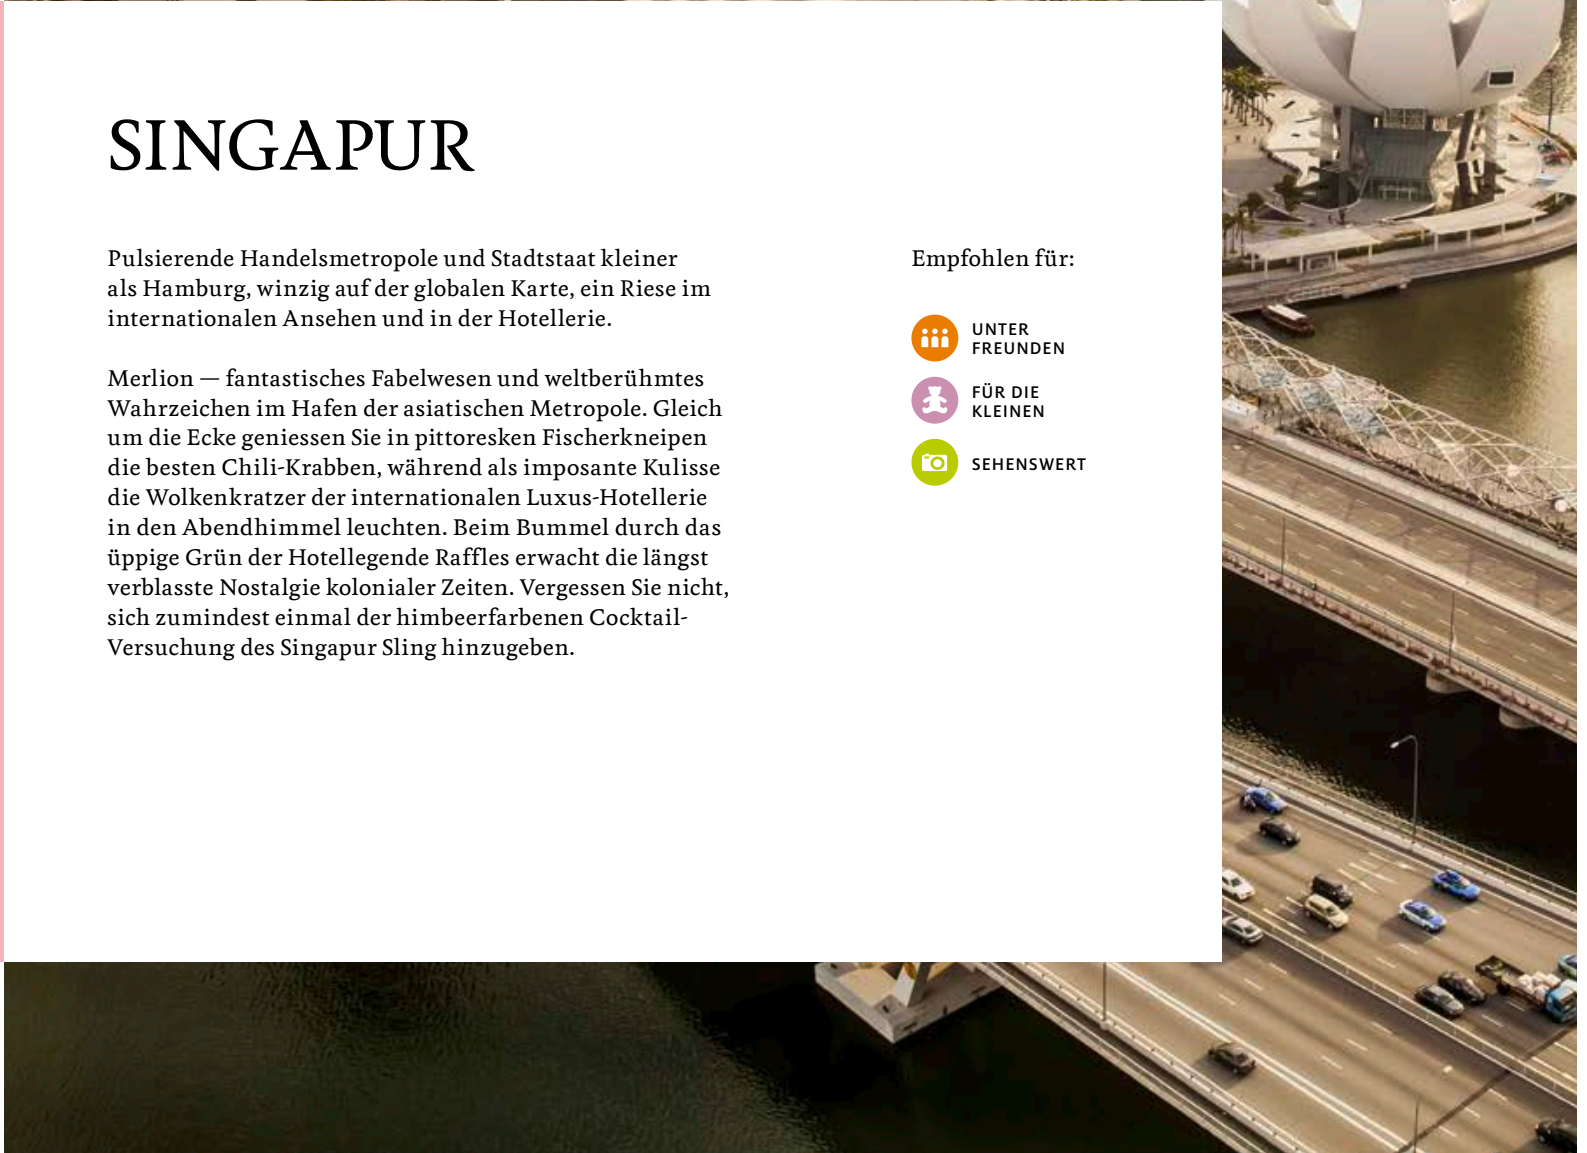 SINGAPUR
Pulsierende Handelsmetropole und Stadtstaat kleiner
als Hamburg, winzig auf der globalen Karte, ein Riese im
internationalen Ansehen und in der Hotellerie.
Merlion — fantastisches Fabelwesen und weltberühmtes
Wahrzeichen im Hafen der asiatischen Metropole. Gleich
um die Ecke geniessen Sie in pittoresken Fischerkneipen
die besten Chili-Krabben, während als imposante Kulisse
die Wolkenkratzer der internationalen Luxus-Hotellerie
in den Abendhimmel leuchten. Beim Bummel durch das
üppige Grün der Hotellegende Raffles erwacht die längst
verblasste Nostalgie kolonialer Zeiten. Vergessen Sie nicht,
sich zumindest einmal der himbeerfarbenen Cocktail-
Versuchung des Singapur Sling hinzugeben.
Empfohlen für:
UNTER
FREUNDEN
FÜR DIE
KLEINEN
SEHENSWERT